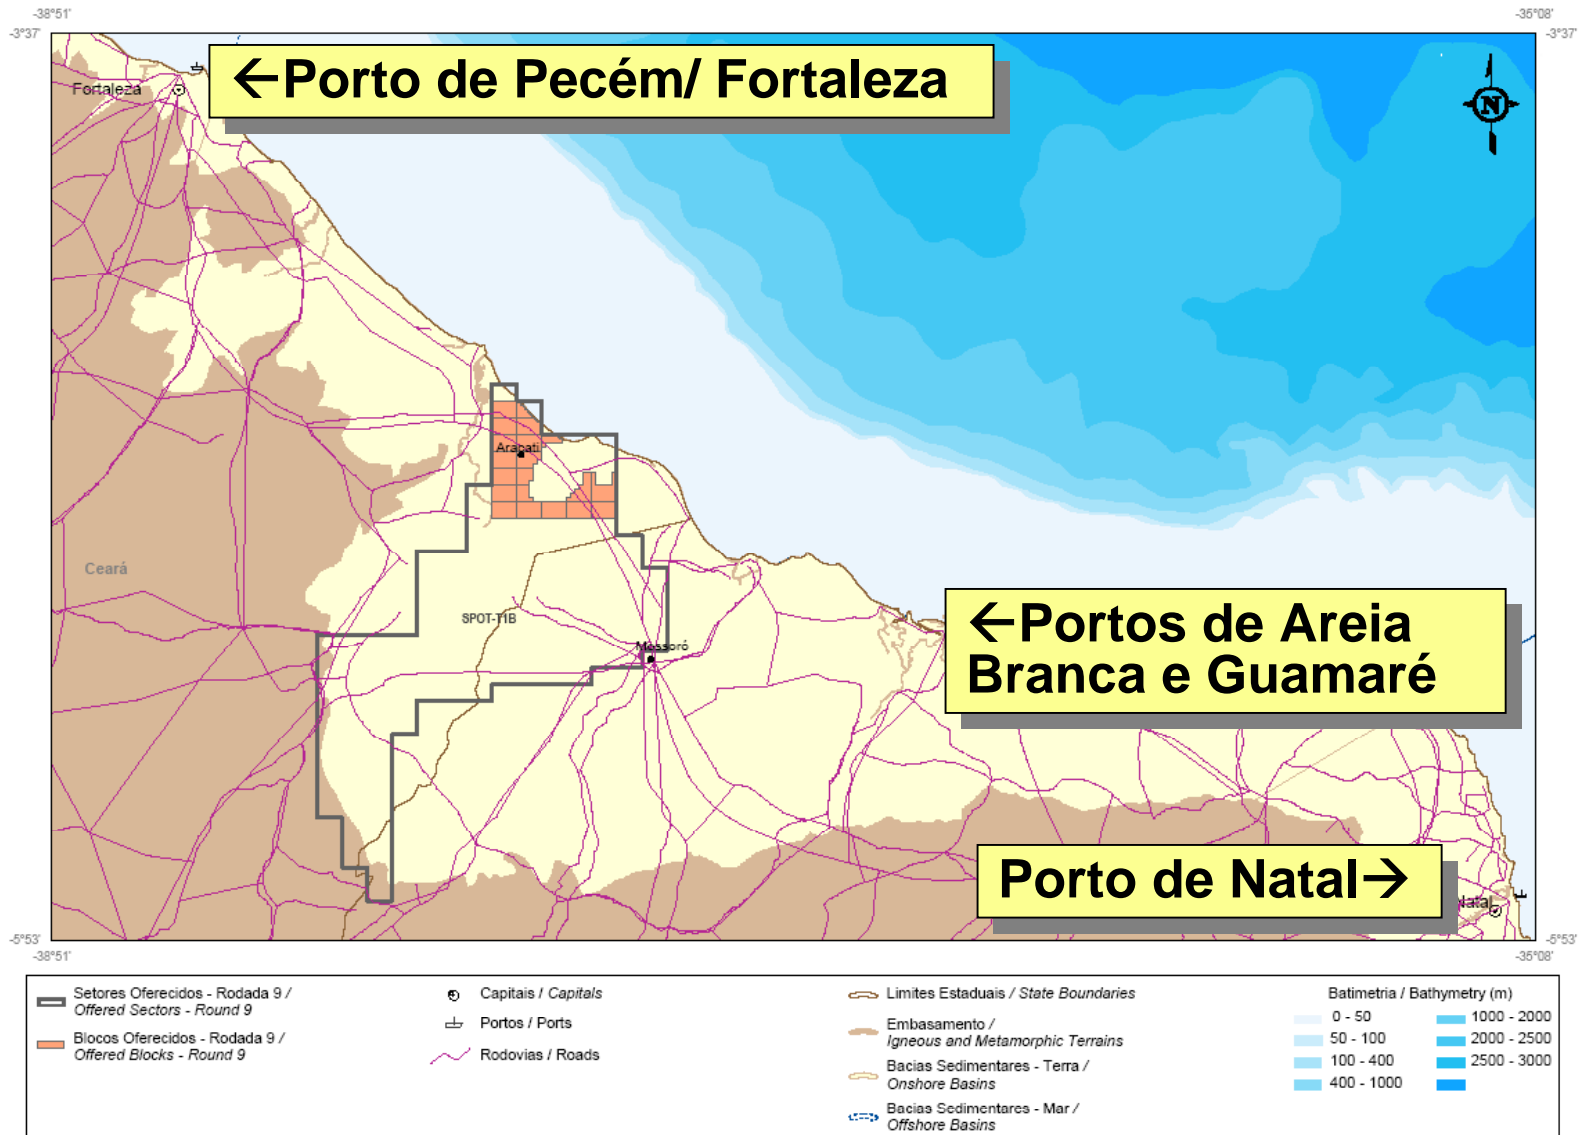 -38°51'
-35°08'
-3°37'
-3°37'
←Porto de Pecém/ Fortaleza
Fortaleza
N
Aracati
Ceará
SPOT-T1B
Mossoró
←Portos de Areia
Branca e Guamaré
Porto de Natal→
Natal
-5°53'
-5°53'
-38°51'
-35°08'
Setores Oferecidos - Rodada 9 /
Offered Sectors - Round 9
Blocos Oferecidos - Rodada 9 /
Offered Blocks - Round 9
Capitais / Capitals
Portos / Ports
Rodovias / Roads
Limites Estaduais / State Boundaries
Embasamento /
Igneous and Metamorphic Terrains
Bacias Sedimentares - Terra /
Onshore Basins
Bacias Sedimentares - Mar /
Offshore Basins
Batimetria / Bathymetry (m)
0 - 50
50 - 100
100 - 400
400 - 1000
1000 - 2000
2000 - 2500
2500 - 3000